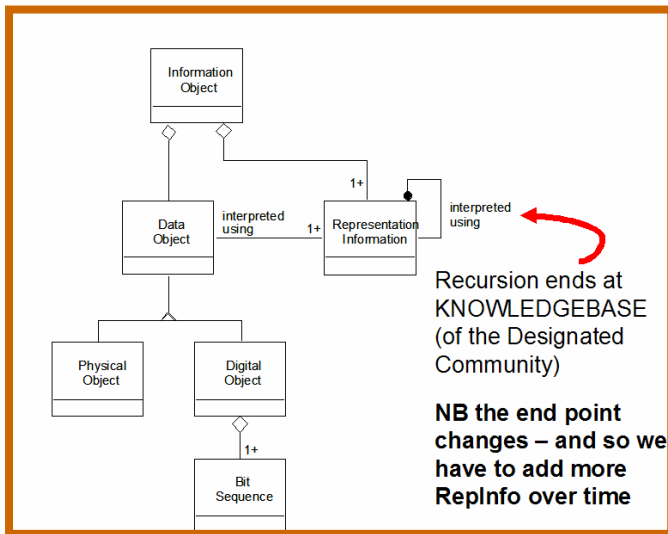 Information
Object
1+
Data
Object
interpreted
using
1+
Representation
Information
interpreted
using
Recursion ends at
KNOWLEDGEBASE
(of the Designated
Community)
Physical
Object
Digital
Object
NB the end point
changes – and so we
have to add more
RepInfo over time
1+
Bit
Sequence